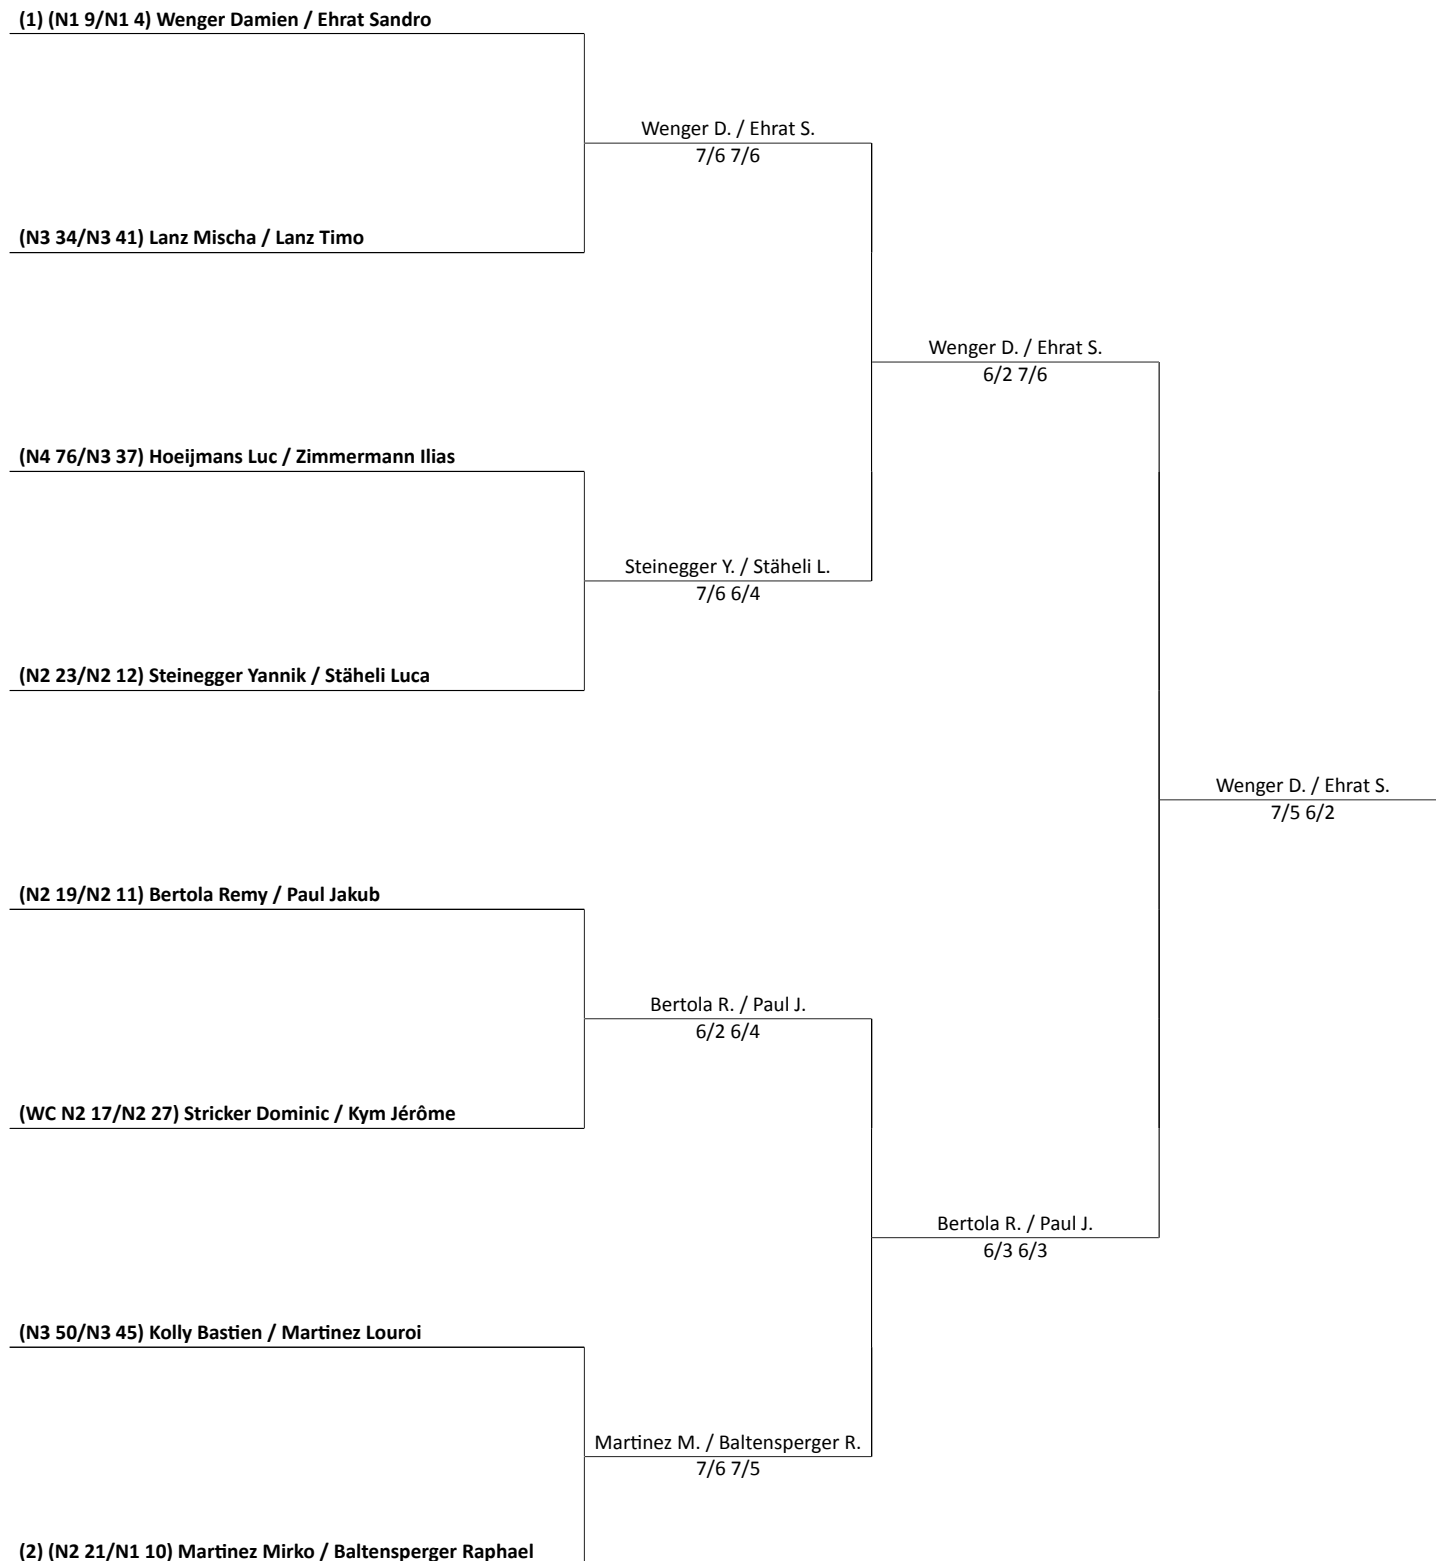 (1) (N1 9/N1 4) Wenger Damien / Ehrat Sandro
Wenger D. / Ehrat S.
7/6 7/6
(N3 34/N3 41) Lanz Mischa / Lanz Timo
Wenger D. / Ehrat S.
6/2 7/6
(N4 76/N3 37) Hoeijmans Luc / Zimmermann Ilias
Steinegger Y. / Stäheli L.
7/6 6/4
(N2 23/N2 12) Steinegger Yannik / Stäheli Luca
Wenger D. / Ehrat S.
7/5 6/2
(N2 19/N2 11) Bertola Remy / Paul Jakub
Bertola R. / Paul J.
6/2 6/4
(WC N2 17/N2 27) Stricker Dominic / Kym Jérôme
Bertola R. / Paul J.
6/3 6/3
(N3 50/N3 45) Kolly Bastien / Martinez Louroi
Martinez M. / Baltensperger R.
7/6 7/5
(2) (N2 21/N1 10) Martinez Mirko / Baltensperger Raphael